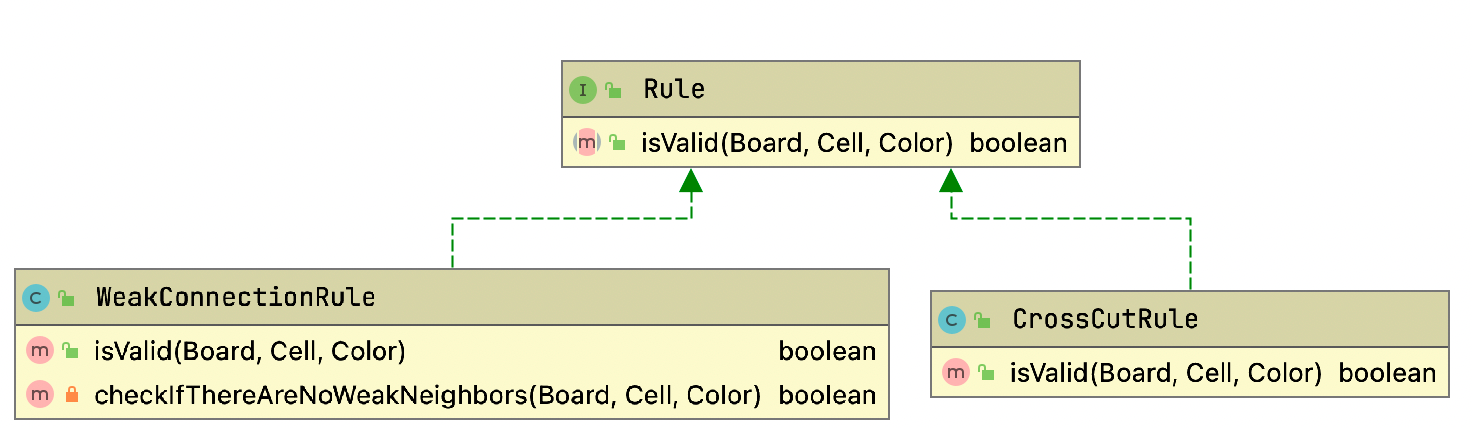 I Rule
m isValid(Board, Cell, Color) boolean
C WeakConnectionRule
m isValid(Board, Cell, Color) boolean
m checkIfThereAreNoWeakNeighbors(Board, Cell, Color) boolean
C CrossCutRule
m isValid(Board, Cell, Color) boolean